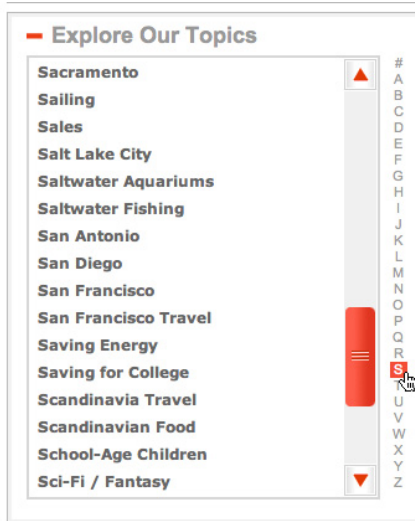 Explore Our Topics
Sacramento
Sailing
Sales
Salt Lake City
Saltwater Aquariums
Saltwater Fishing
San Antonio
San Diego
San Francisco
San Francisco Travel
Saving Energy
Saving for College
Scandinavia Travel
Scandinavian Food
School-Age Children
Sci-Fi / Fantasy
#
A
B
C
D
E
F
G
H
I
J
K
L
M
N
O
P
Q
R
S
T
U
V
W
X
Y
Z